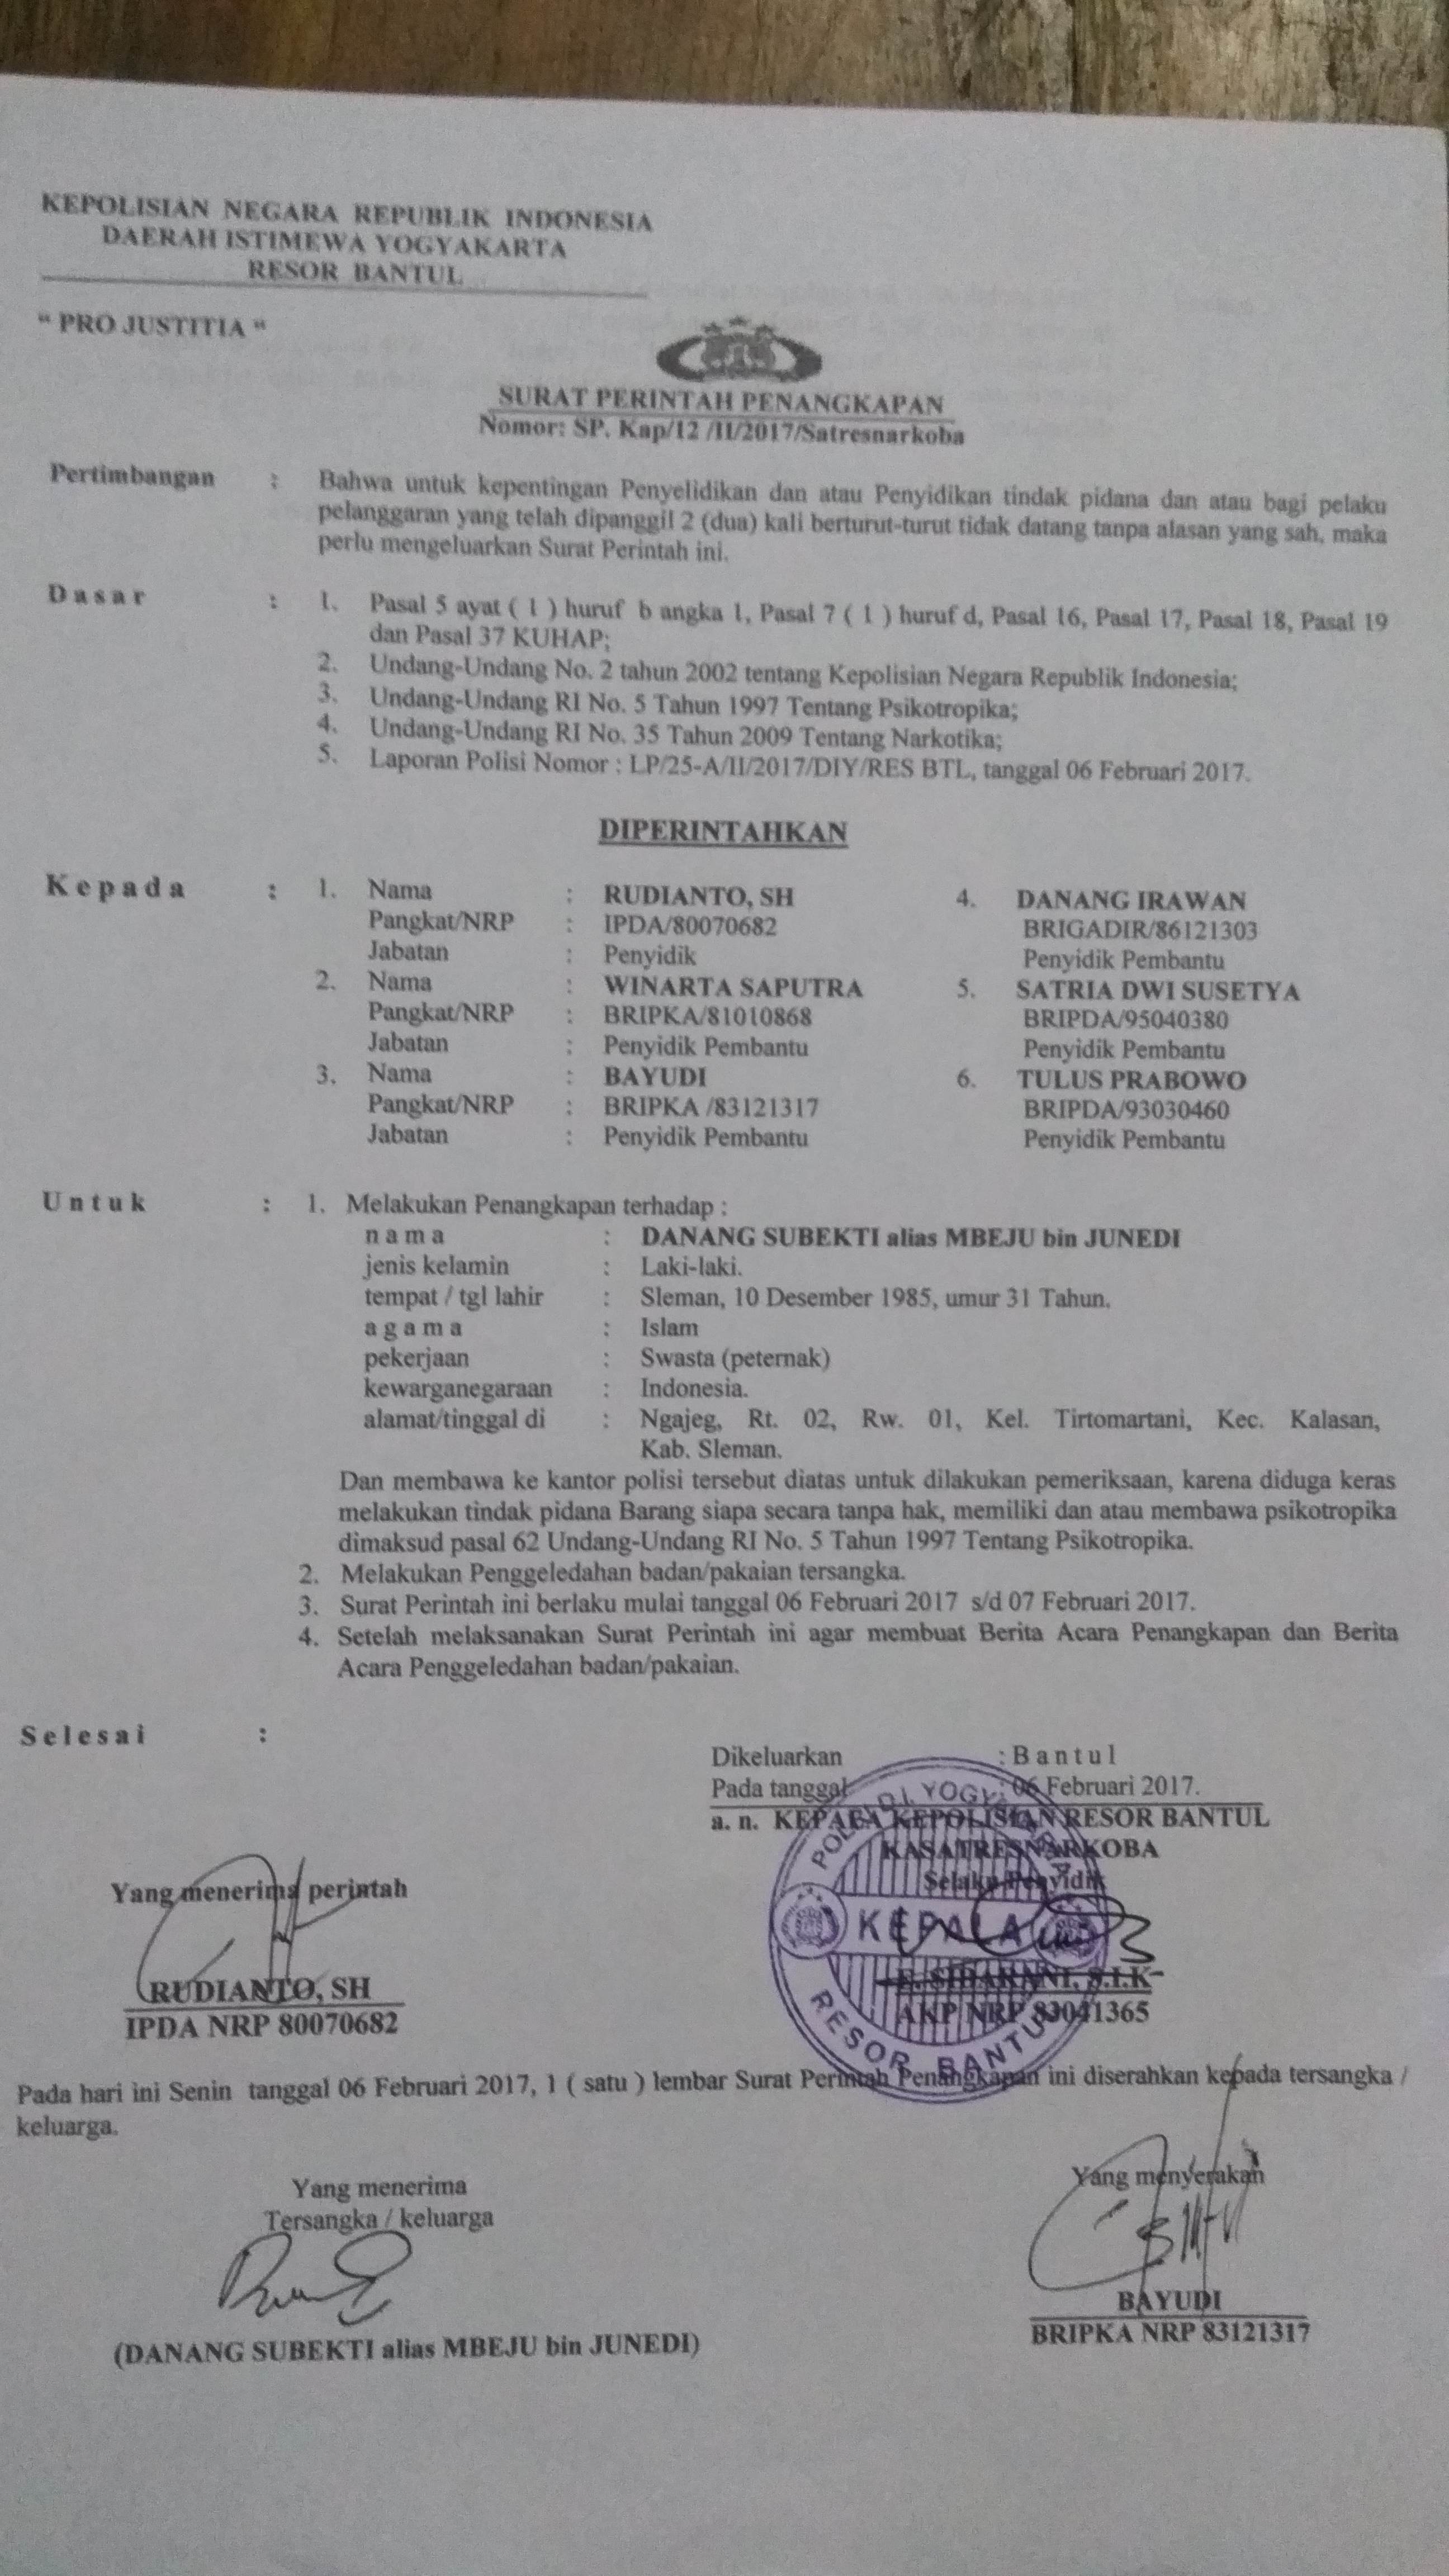 KEPOLISIAN NEGARA REPUBLIK INDONESIA
DAERAH ISTIMEWA YOGYAKARTA
RESOR BANTUL
" PRO JUSTITIA "
SURAT PERINTAH PENANGKAPAN
Nomor: SP. Kap/12 /II/2017/Satresnarkoba
Pertimbangan : Bahwa untuk kepentingan Penyelidikan dan atau Penyidikan tindak pidana dan atau bagi pelaku
pelanggaran yang telah dipanggil 2 (dua) kali berturut-turut tidak datang tanpa alasan yang sah, maka
perlu mengeluarkan Surat Perintah ini.
D a s a r : 1. Pasal 5 ayat ( 1 ) huruf b angka 1, Pasal 7 ( 1 ) huruf d, Pasal 16, Pasal 17, Pasal 18, Pasal 19
dan Pasal 37 KUHAP;
2. Undang-Undang No. 2 tahun 2002 tentang Kepolisian Negara Republik Indonesia;
3. Undang-Undang RI No. 5 Tahun 1997 Tentang Psikotropika;
4. Undang-Undang RI No. 35 Tahun 2009 Tentang Narkotika;
5. Laporan Polisi Nomor : LP/25-A/II/2017/DIY/RES BTL, tanggal 06 Februari 2017.
DIPERINTAHKAN
K e p a d a : 1. Nama : RUDIANTO, SH 4. DANANG IRAWAN
Pangkat/NRP : IPDA/80070682 BRIGADIR/86121303
Jabatan : Penyidik Penyidik Pembantu
2. Nama : WINARTA SAPUTRA 5. SATRIA DWI SUSETYA
Pangkat/NRP : BRIPKA/81010868 BRIPDA/95040380
Jabatan : Penyidik Pembantu Penyidik Pembantu
3. Nama : BAYUDI 6. TULUS PRABOWO
Pangkat/NRP : BRIPKA /83121317 BRIPDA/93030460
Jabatan : Penyidik Pembantu Penyidik Pembantu
U n t u k : 1. Melakukan Penangkapan terhadap :
n a m a : DANANG SUBEKTI alias MBEJU bin JUNEDI
jenis kelamin : Laki-laki.
tempat / tgl lahir : Sleman, 10 Desember 1985, umur 31 Tahun.
a g a m a : Islam
pekerjaan : Swasta (peternak)
kewarganegaraan : Indonesia.
alamat/tinggal di : Ngajeg, Rt. 02, Rw. 01, Kel. Tirtomartani, Kec. Kalasan,
Kab. Sleman.
Dan membawa ke kantor polisi tersebut diatas untuk dilakukan pemeriksaan, karena diduga keras
melakukan tindak pidana Barang siapa secara tanpa hak, memiliki dan atau membawa psikotropika
dimaksud pasal 62 Undang-Undang RI No. 5 Tahun 1997 Tentang Psikotropika.
2. Melakukan Penggeledahan badan/pakaian tersangka.
3. Surat Perintah ini berlaku mulai tanggal 06 Februari 2017 s/d 07 Februari 2017.
4. Setelah melaksanakan Surat Perintah ini agar membuat Berita Acara Penangkapan dan Berita
Acara Penggeledahan badan/pakaian.
S e l e s a i :
Dikeluarkan : B a n t u l
Pada tanggal : 06 Februari 2017.
a. n. KEPALA KEPOLISIAN RESOR BANTUL
KASATRESNARKOBA
Selaku Penyidik
KEPALA
RESOR BANTUL
S.I.K
AKP NRP 83041365
Yang menerima perintah
RUDIANTO, SH
IPDA NRP 80070682
Pada hari ini Senin tanggal 06 Februari 2017, 1 ( satu ) lembar Surat Perintah Penangkapan ini diserahkan kepada tersangka /
keluarga.
Yang menerima
Tersangka / keluarga
(DANANG SUBEKTI alias MBEJU bin JUNEDI)
Yang menyerakan
BAYUDI
BRIPKA NRP 83121317